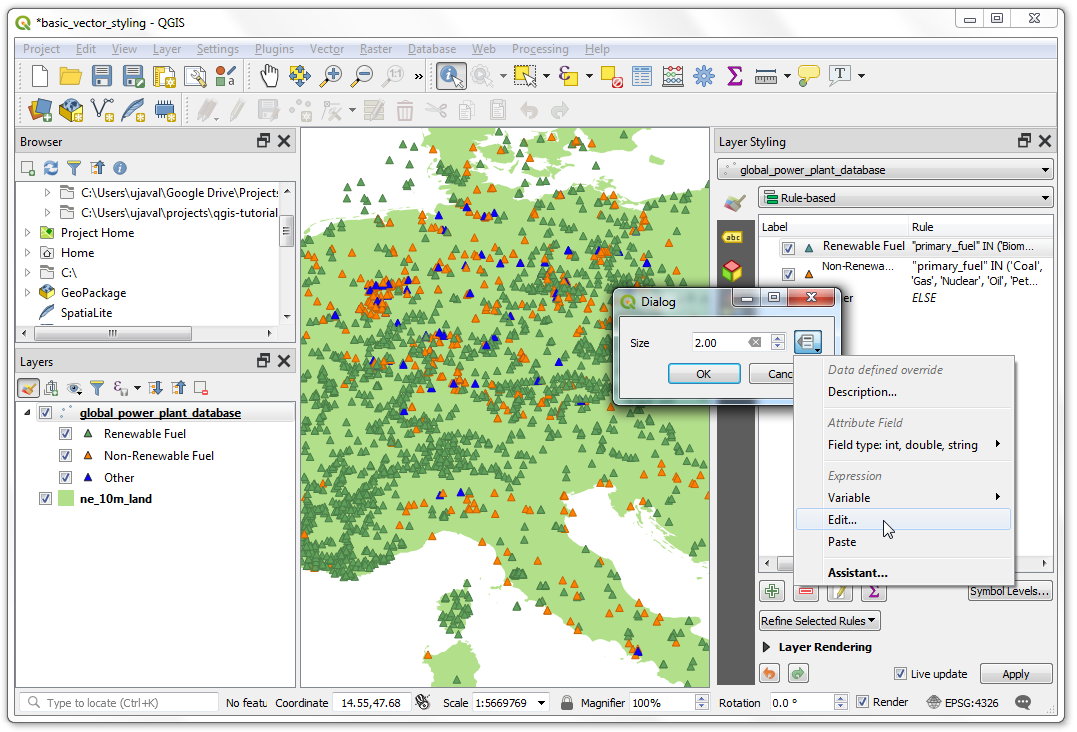 *basic_vector_styling - QGIS
Project Edit View Layer Settings Plugins Vector Raster Database Web Processing Help
1:1 »
T
Browser
C:\Users\ujaval\Google Drive\Projects
C:\Users\ujaval\projects\qgis-tutorial
Project Home
Home
C:\
GeoPackage
SpatiaLite
Layers
global_power_plant_database
Renewable Fuel
Non-Renewable Fuel
Other
ne_10m_land
Layer Styling
global_power_plant_database
Rule-based
abc
Label Rule
Renewable Fuel "primary_fuel" IN ('Biom...
Non-Renewa... "primary_fuel" IN ('Coal',
'Gas', 'Nuclear', 'Oil', 'Pet...
ELSE
Dialog
Size 2.00
OK Canc
Data defined override
Description...
Attribute Field
Field type: int, double, string
Expression
Variable
Edit...
Paste
Assistant...
Symbol Levels...
Refine Selected Rules
Layer Rendering
Live update Apply
Type to locate (Ctrl+K) No featu Coordinate 14.55,47.68 Scale 1:5669769 Magnifier 100% Rotation 0.0 ° Render EPSG:4326